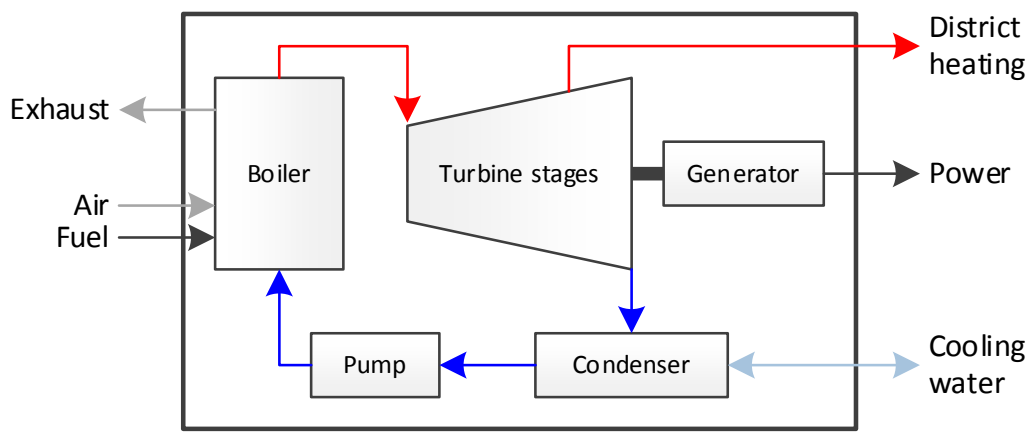 District
heating
Exhaust
Boiler
Turbine stages
Generator
Power
Air
Fuel
Pump
Condenser
Cooling
water